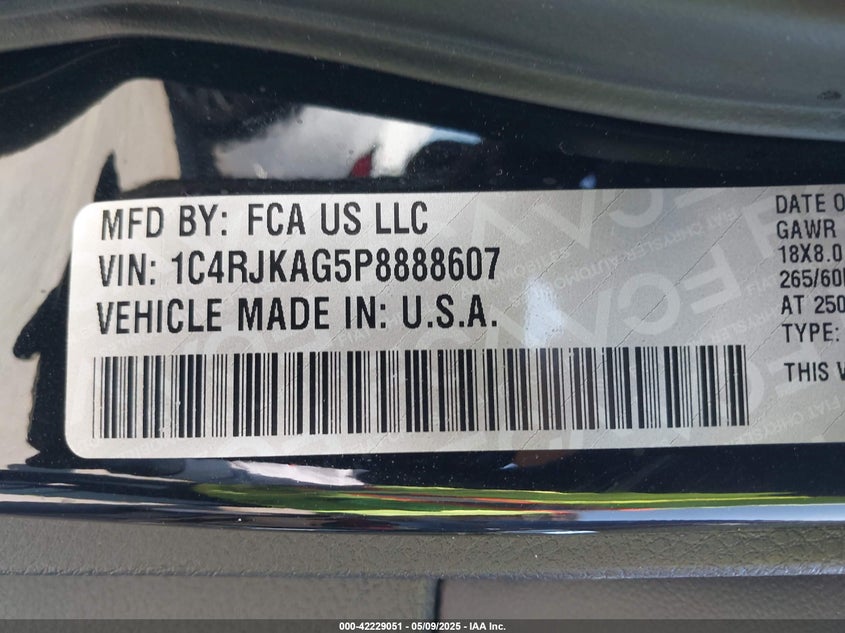 MFD BY: FCA US LLC
VIN: 1C4RJKAG5P8888607
VEHICLE MADE IN: U.S.A.
DATE O
GAWR
18X8.0
265/60
AT 250
TYPE:
THIS V
000-42229051 — 05/09/2025 — IAA Inc.